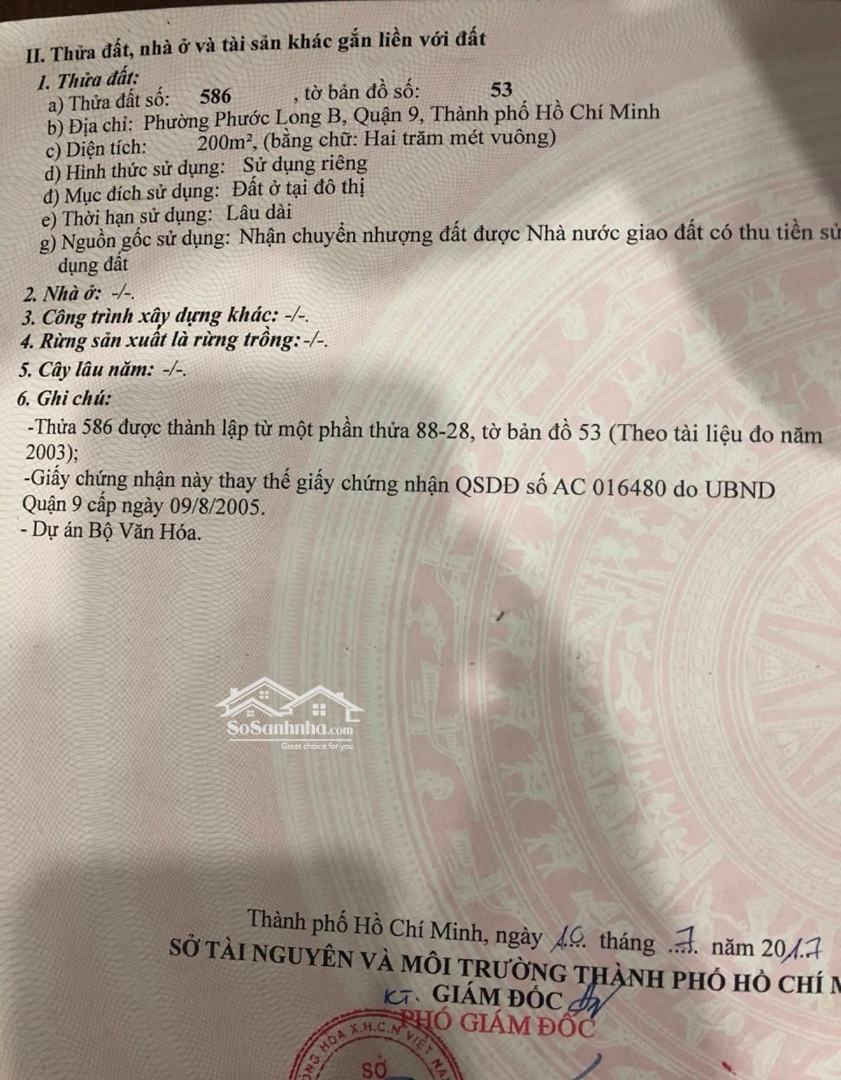 II. Thửa đất, nhà ở và tài sản khác gắn liền với đất
1. Thửa đất:
a) Thửa đất số: 586 , tờ bản đồ số: 53
b) Địa chỉ: Phường Phước Long B, Quận 9, Thành phố Hồ Chí Minh
c) Diện tích: 200m², (bằng chữ: Hai trăm mét vuông)
d) Hình thức sử dụng: Sử dụng riêng
đ) Mục đích sử dụng: Đất ở tại đô thị
e) Thời hạn sử dụng: Lâu dài
g) Nguồn gốc sử dụng: Nhận chuyển nhượng đất được Nhà nước giao đất có thu tiền sử
dụng đất
2. Nhà ở: -/-.
3. Công trình xây dựng khác: -/-.
4. Rừng sản xuất là rừng trồng: -/-.
5. Cây lâu năm: -/-.
6. Ghi chú:
-Thửa 586 được thành lập từ một phần thửa 88-28, tờ bản đồ 53 (Theo tài liệu đo năm
2003);
-Giấy chứng nhận này thay thế giấy chứng nhận QSDĐ số AC 016480 do UBND
Quận 9 cấp ngày 09/8/2005.
- Dự án Bộ Văn Hóa.
SoSanhnha.com
Great choice for you
Thành phố Hồ Chí Minh, ngày 10 tháng 7 năm 2017
SỞ TÀI NGUYÊN VÀ MÔI TRƯỜNG THÀNH PHỐ HỒ CHÍ M
KT. GIÁM ĐỐC
PHÓ GIÁM ĐỐC
HÒA X.H.C.N VIỆT NA
SỞ